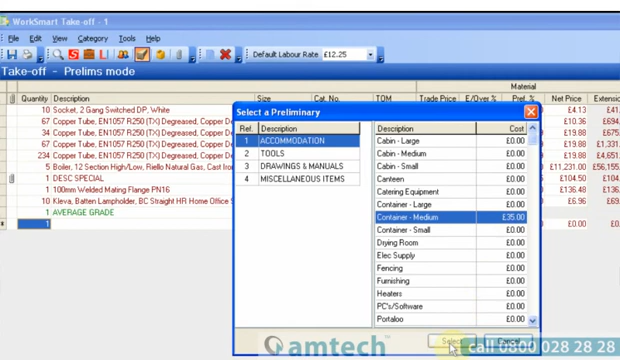 WorkSmart Take-off - 1
File Edit View Category Tools Help
Default Labour Rate £12.25
Take-off - Prelims mode
Material
Quantity Description Size Cat. No. TOM Trade Price E/Over % Pref. % Net Price Extensio
10 Socket, 2 Gang Switched DP, White £4.13 £41.
67 Copper Tube, EN1057 R250 (TX) Degreased, Copper De £10.36 £694.
34 Copper Tube, EN1057 R250 (TX) Degreased, Copper De £19.88 £675.
67 Copper Tube, EN1057 R250 (TX) Degreased, Copper De £19.88 £1,331.
234 Copper Tube, EN1057 R250 (TX) Degreased, Copper De £19.88 £4,651.
5 Boiler, 12 Section High/Low, Riello Natural Gas, Cast Iron £11,231.00 £56,155.
1 DESC SPECIAL £104.50 £104.
1 100mm Welded Mating Flange PN16 £136.48 £136.
10 Kleva, Batten Lampholder, BC Straight HR Home Office £6.96 £69.
1 AVERAGE GRADE
1 £0.00 £0.
Select a Preliminary
Ref. Description
1 ACCOMMODATION
2 TOOLS
3 DRAWINGS & MANUALS
4 MISCELLANEOUS ITEMS
Description Cost
Cabin - Large £0.00
Cabin - Medium £0.00
Cabin - Small £0.00
Canteen £0.00
Catering Equipment £0.00
Container - Large £0.00
Container - Medium £35.00
Container - Small £0.00
Drying Room £0.00
Elec Supply £0.00
Fencing £0.00
Furnishing £0.00
Heaters £0.00
PC's/Software £0.00
Portaloo £0.00
Select Cancel
amtech™ call 0800 028 28 28